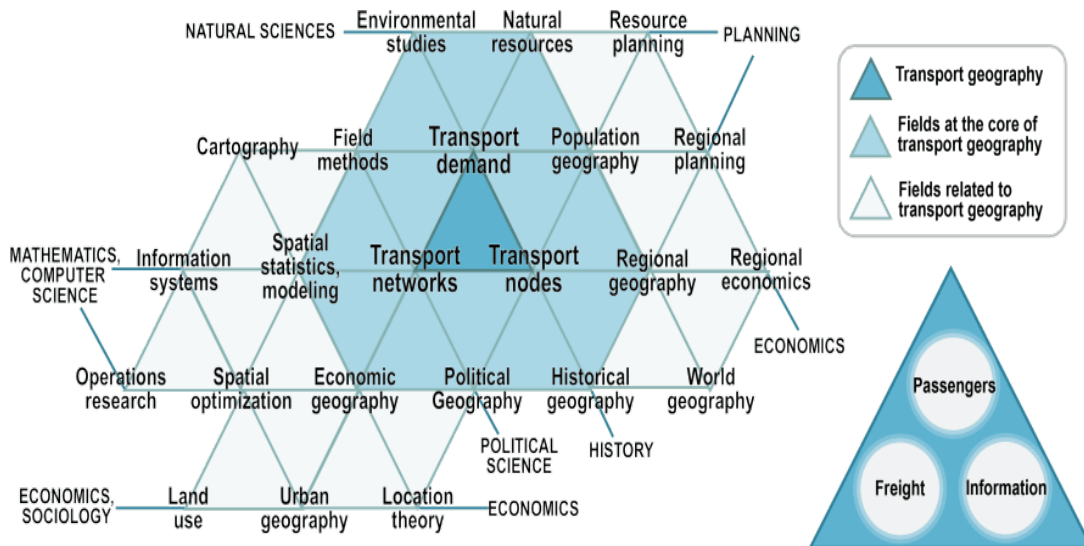 NATURAL SCIENCES
Environmental
studies
Natural
resources
Resource
planning
PLANNING
Cartography
Field
methods
Transport
demand
Population
geography
Regional
planning
MATHEMATICS,
COMPUTER
SCIENCE
Information
systems
Spatial
statistics,
modeling
Transport
networks
Transport
nodes
Regional
geography
Regional
economics
ECONOMICS
Operations
research
Spatial
optimization
Economic
geography
Political
Geography
Historical
geography
World
geography
POLITICAL
SCIENCE
HISTORY
ECONOMICS,
SOCIOLOGY
Land
use
Urban
geography
Location
theory
ECONOMICS
Transport geography
Fields at the core of
transport geography
Fields related to
transport geography
Passengers
Freight
Information